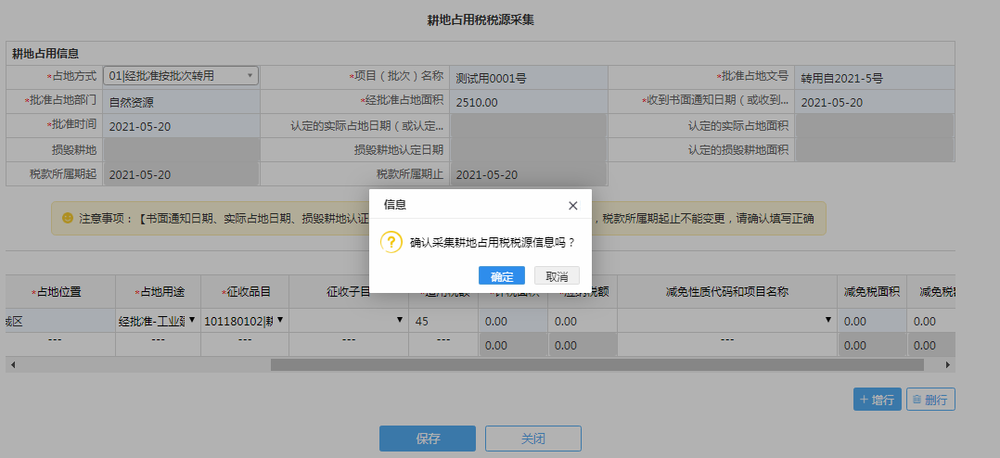 耕地占用税税源采集
耕地占用信息
*占地方式 01|经批准按批次转用 *项目（批次）名称 测试用0001号 *批准占地文号 转用自2021-5号
*批准占地部门 自然资源 *经批准占地面积 2510.00 *收到书面通知日期（或收到... 2021-05-20
*批准时间 2021-05-20 认定的实际占地日期（或认定... 认定的实际占地面积
损毁耕地 损毁耕地认定日期 认定的损毁耕地面积
税款所属期起 2021-05-20 税款所属期止 2021-05-20
信息
注意事项：【书面通知日期、实际占地日期、损毁耕地认证 ，税款所属期起止不能变更，请确认填写正确
确认采集耕地占用税税源信息吗？
确定 取消
*占地位置 *占地用途 *征收品目 征收子目 *适用税额 *计税面积 *应纳税额 减免性质代码和项目名称 减免税面积 减免税
区 经批准-工业 101180102| 45 0.00 0.00 0.00 0.00
--- --- --- --- --- 0.00 0.00 --- 0.00 0.00
+ 增行 删行
保存 关闭